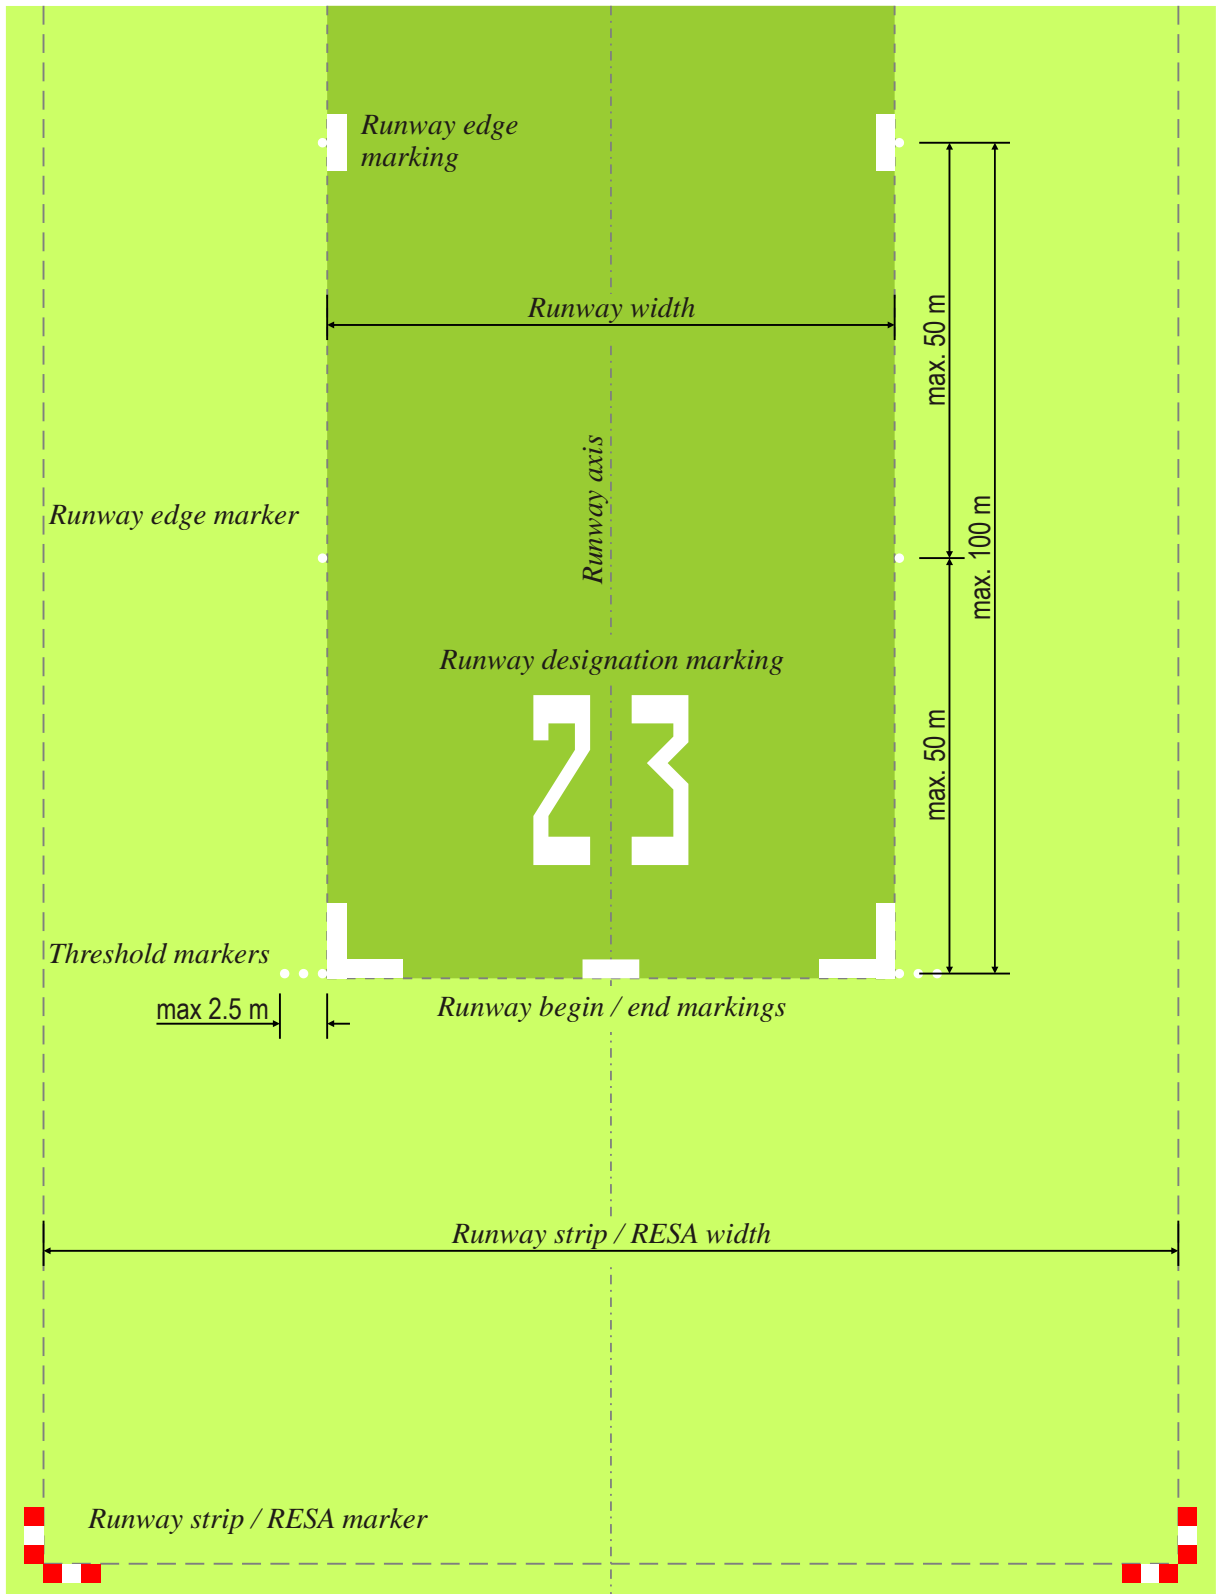 Runway edge
marking
Runway width
max. 50 m
Runway axis
max. 100 m
Runway edge marker
Runway designation marking
23
max. 50 m
Threshold markers
max 2.5 m
Runway begin / end markings
Runway strip / RESA width
Runway strip / RESA marker